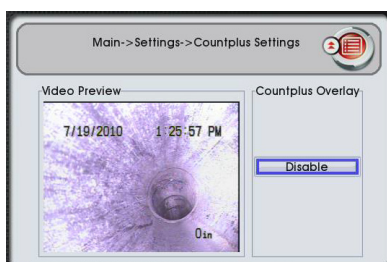 Main->Settings->Countplus Settings
Video Preview
Countplus Overlay
7/19/2010 1:25:57 PM
Disable
0in